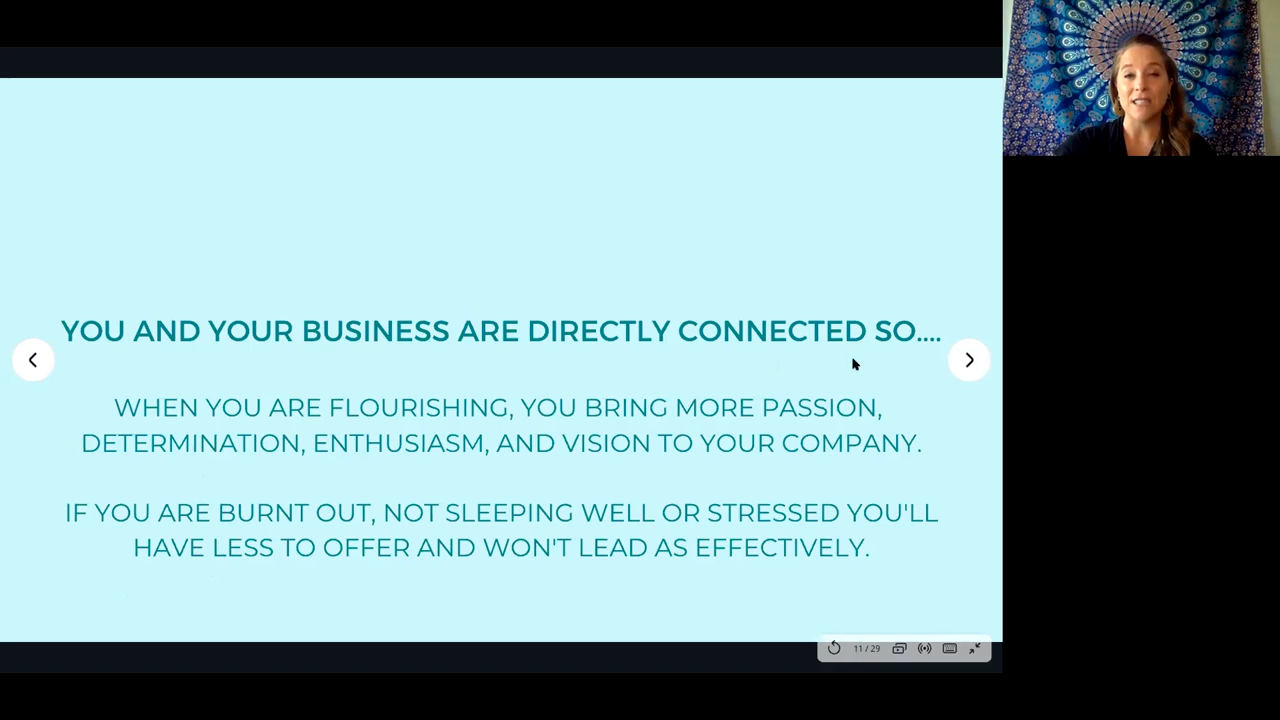 YOU AND YOUR BUSINESS ARE DIRECTLY CONNECTED SO....
WHEN YOU ARE FLOURISHING, YOU BRING MORE PASSION,
DETERMINATION, ENTHUSIASM, AND VISION TO YOUR COMPANY.
IF YOU ARE BURNT OUT, NOT SLEEPING WELL OR STRESSED YOU'LL
HAVE LESS TO OFFER AND WON'T LEAD AS EFFECTIVELY.
11 / 29